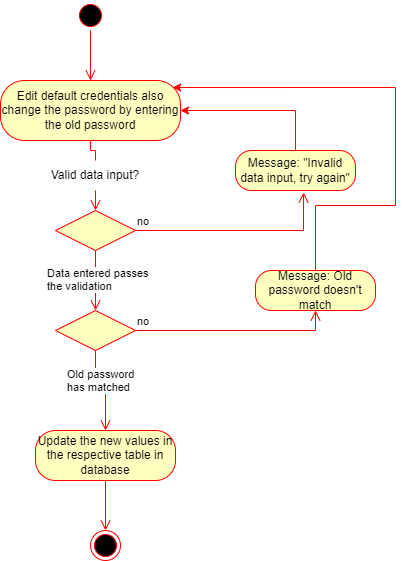 Edit default credentials also
change the password by entering
the old password
Valid data input?
Message: "Invalid
data input, try again"
no
Data entered passes
the validation
Message: Old
password doesn't
match
no
Old password
has matched
Update the new values in
the respective table in
database